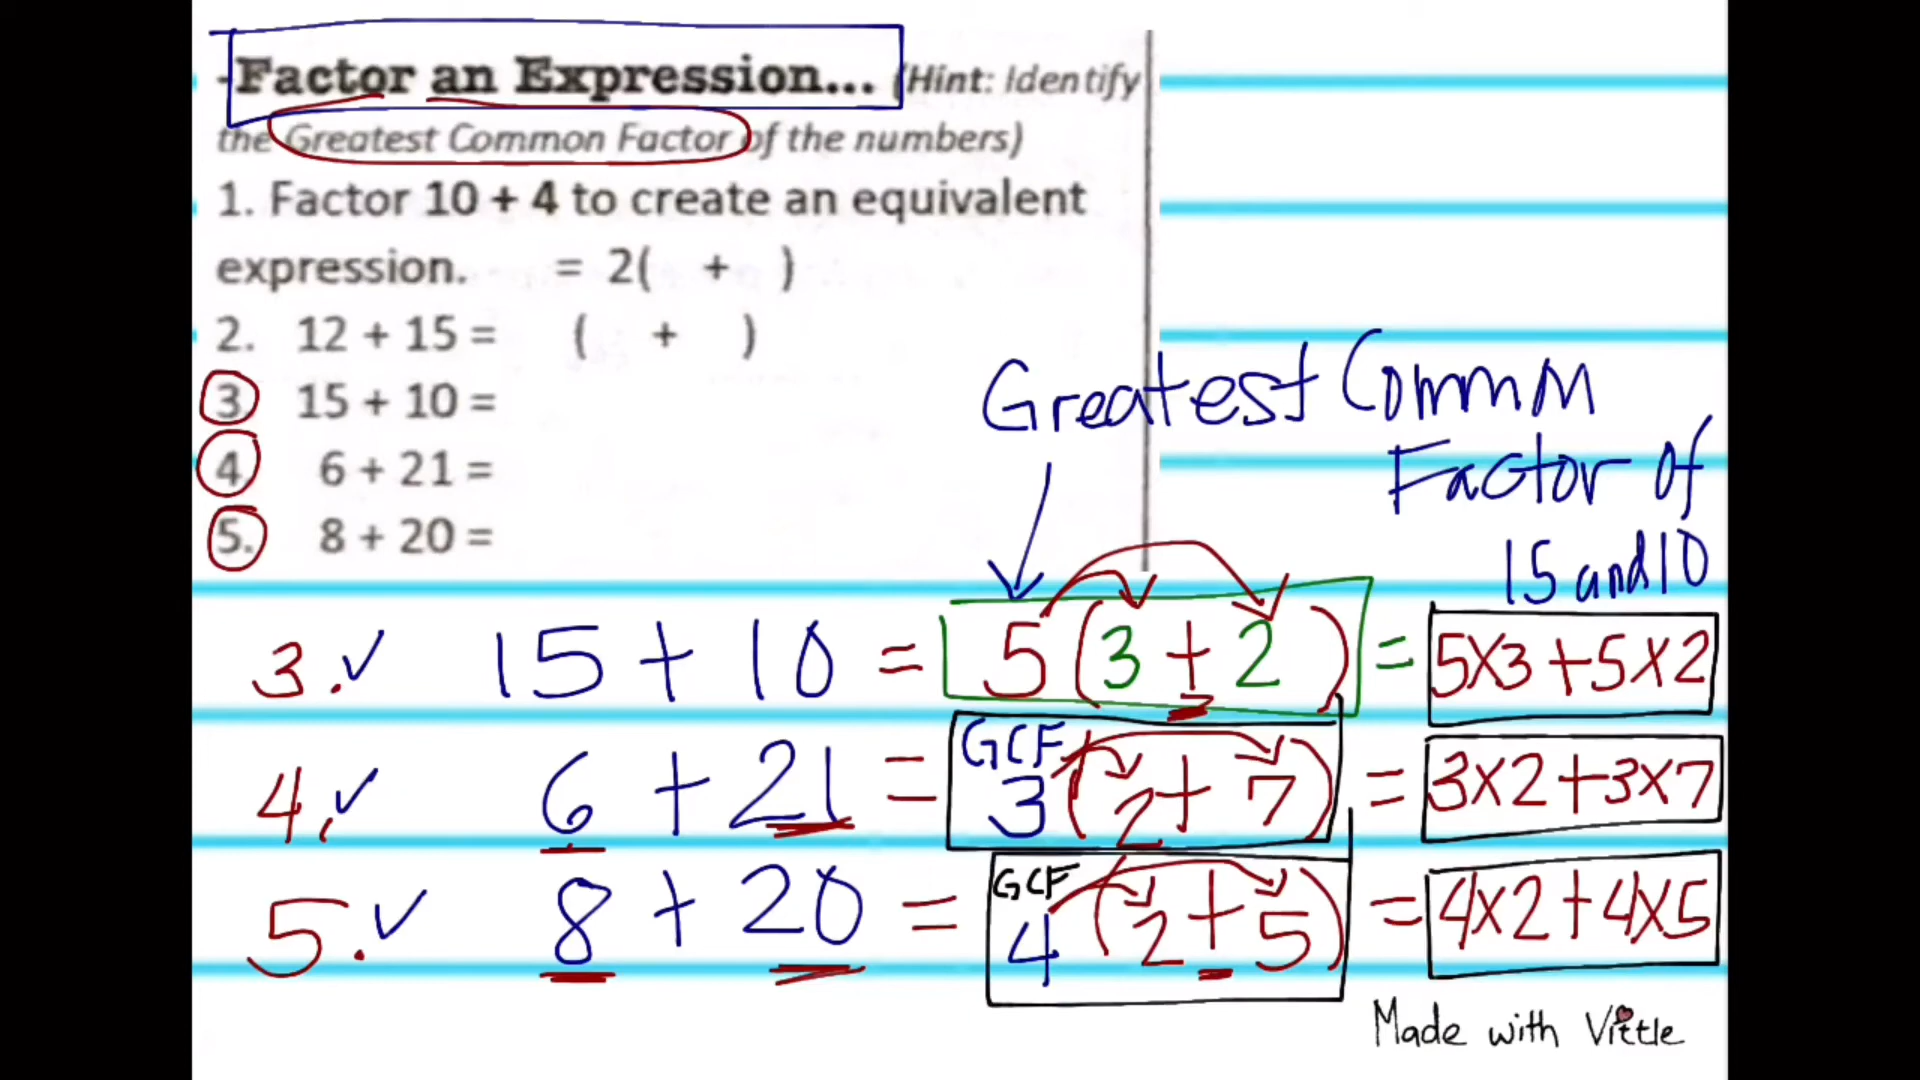 -Factor an Expression... (Hint: Identify
the Greatest Common Factor of the numbers)
1. Factor 10 + 4 to create an equivalent
expression. = 2( + )
2. 12 + 15 = ( + )
3. 15 + 10 =
4. 6 + 21 =
5. 8 + 20 =
Greatest Common
Factor of
15 and 10
3. ✓ 15 + 10 = 5(3 + 2) = 5x3 + 5x2
GCF
4. ✓ 6 + 21 = 3(2 + 7) = 3x2 + 3x7
GCF
5. ✓ 8 + 20 = 4(2 + 5) = 4x2 + 4x5
Made with Vittle